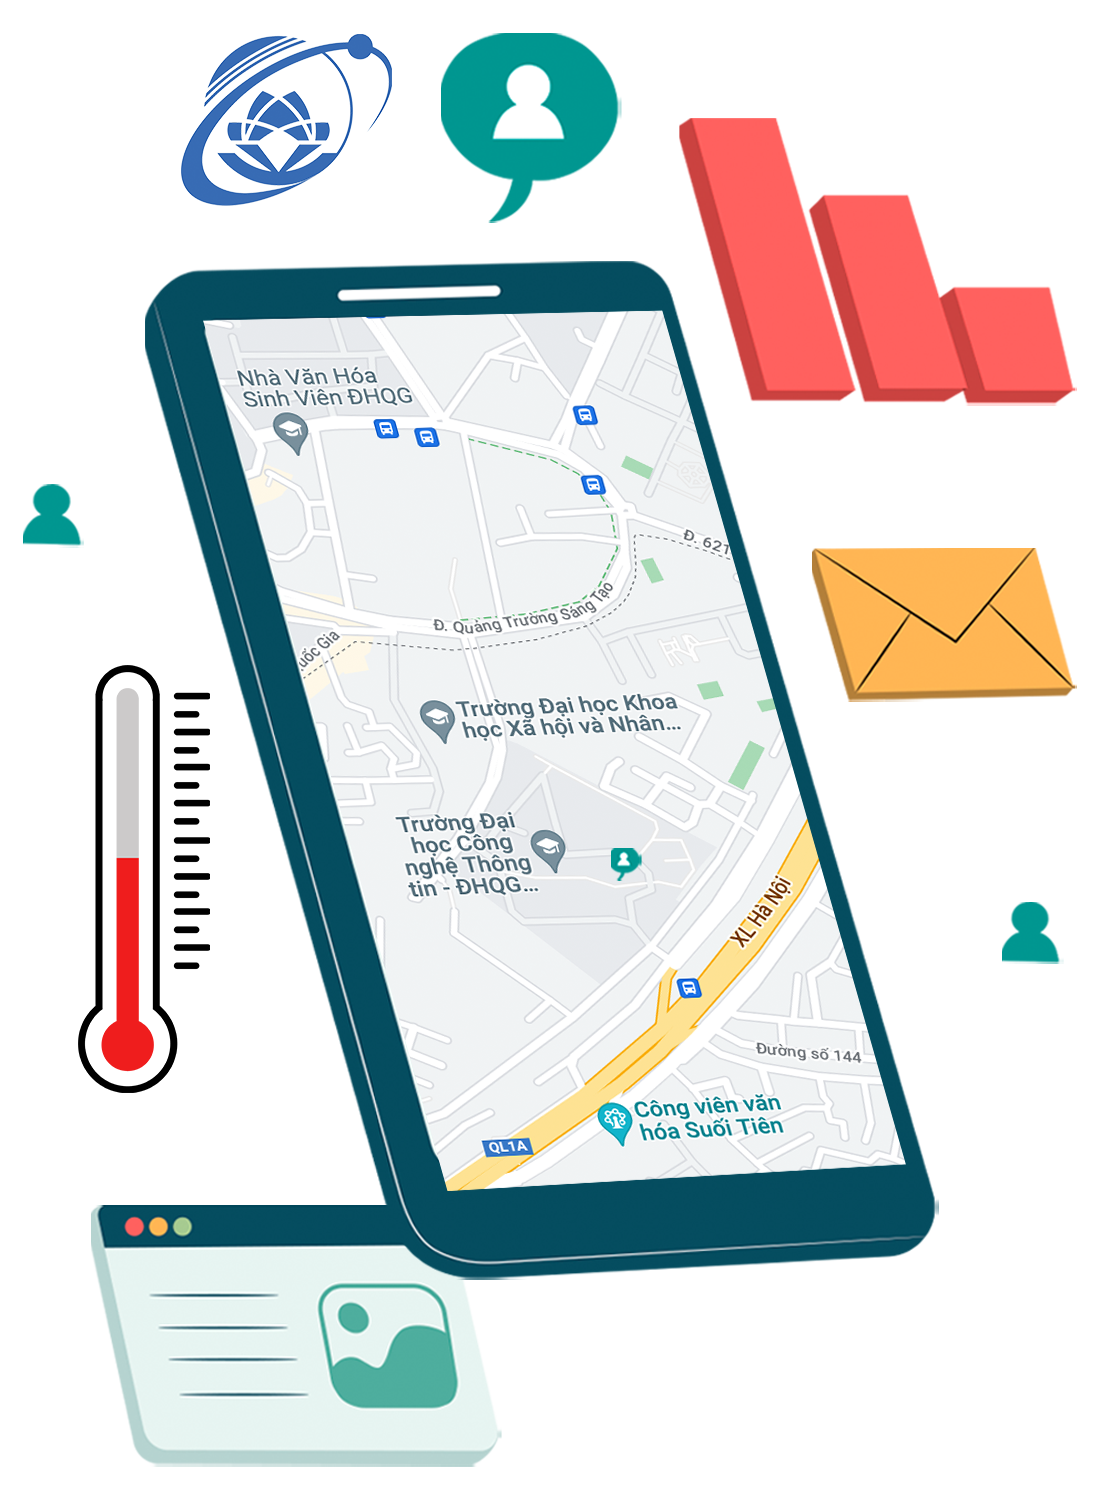 Nhà Văn Hóa
Sinh Viên ĐHQG
Đ. 621
Đ. Quảng Trường Sáng Tạo
uốc Gia
Trường Đại học Khoa
học Xã hội và Nhân...
Trường Đại
học Công
nghệ Thông
tin - ĐHQG...
XL Hà Nội
Đường số 144
Công viên văn
hóa Suối Tiên
QL1A